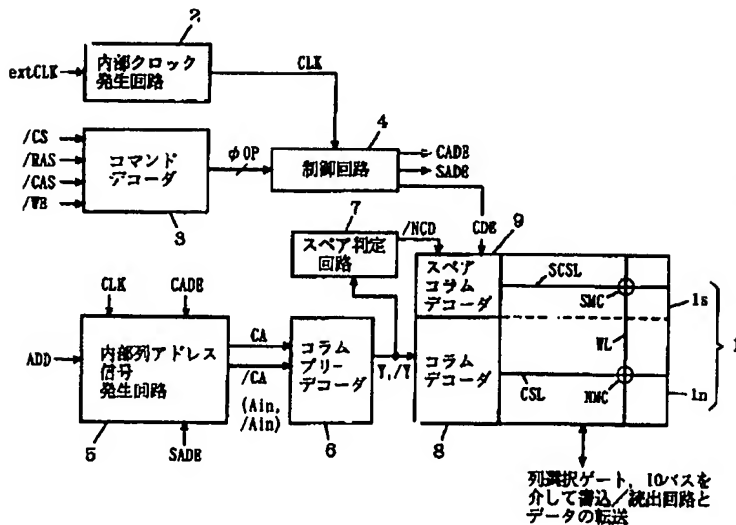 2
内部クロック
発生回路
extCLK
CLK
4
/CS
/RAS
/CAS
/WE
コマンド
デコーダ
3
φOP
制御回路
CADE
SADE
7
/NCD
CDE
9
スペア判定
回路
スペア
コラム
デコーダ
SCSL
SMC
1s
CLK
CADE
ADD
内部列アドレス
信号
発生回路
5
SADE
CA
/CA
(Ain,
/Ain)
コラム
プリー
デコーダ
6
Y,/Y
コラム
デコーダ
8
WL
CSL
NMC
1n
1
列選択ゲート, IOバスを
介して書込/読出回路と
データの転送